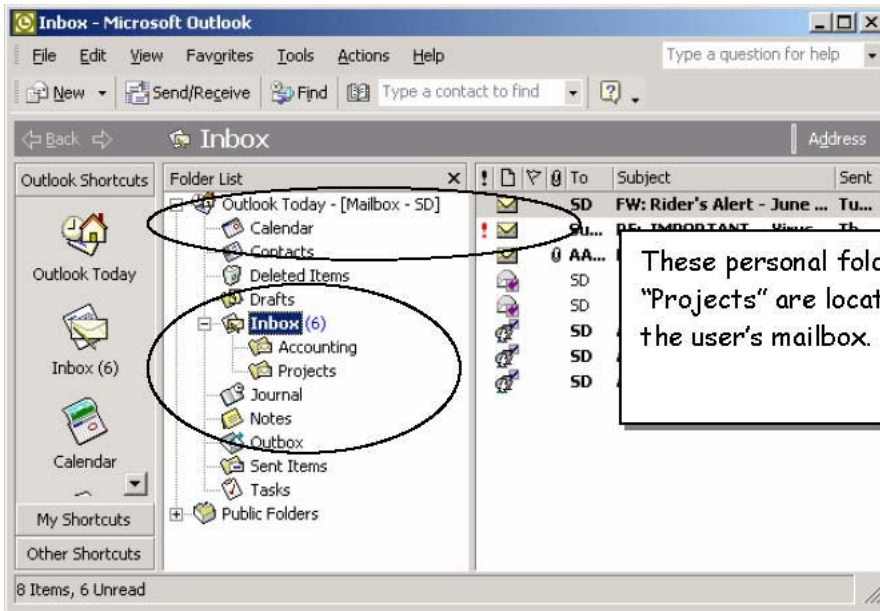 Inbox - Microsoft Outlook
File Edit View Favorites Tools Actions Help Type a question for help
New Send/Receive Find Type a contact to find
Back Inbox Address
Outlook Shortcuts
Outlook Today
Inbox (6)
Calendar
My Shortcuts
Other Shortcuts
Folder List
Outlook Today - [Mailbox - SD]
Calendar
Contacts
Deleted Items
Drafts
Inbox (6)
Accounting
Projects
Journal
Notes
Outbox
Sent Items
Tasks
Public Folders
! To Subject Sent
SD FW: Rider's Alert - June ... Tu...
! Su... RE: IMPORTANT
AA...
SD
SD
SD
SD
SD
These personal
"Projects" are
the user's mailbox.
8 Items, 6 Unread